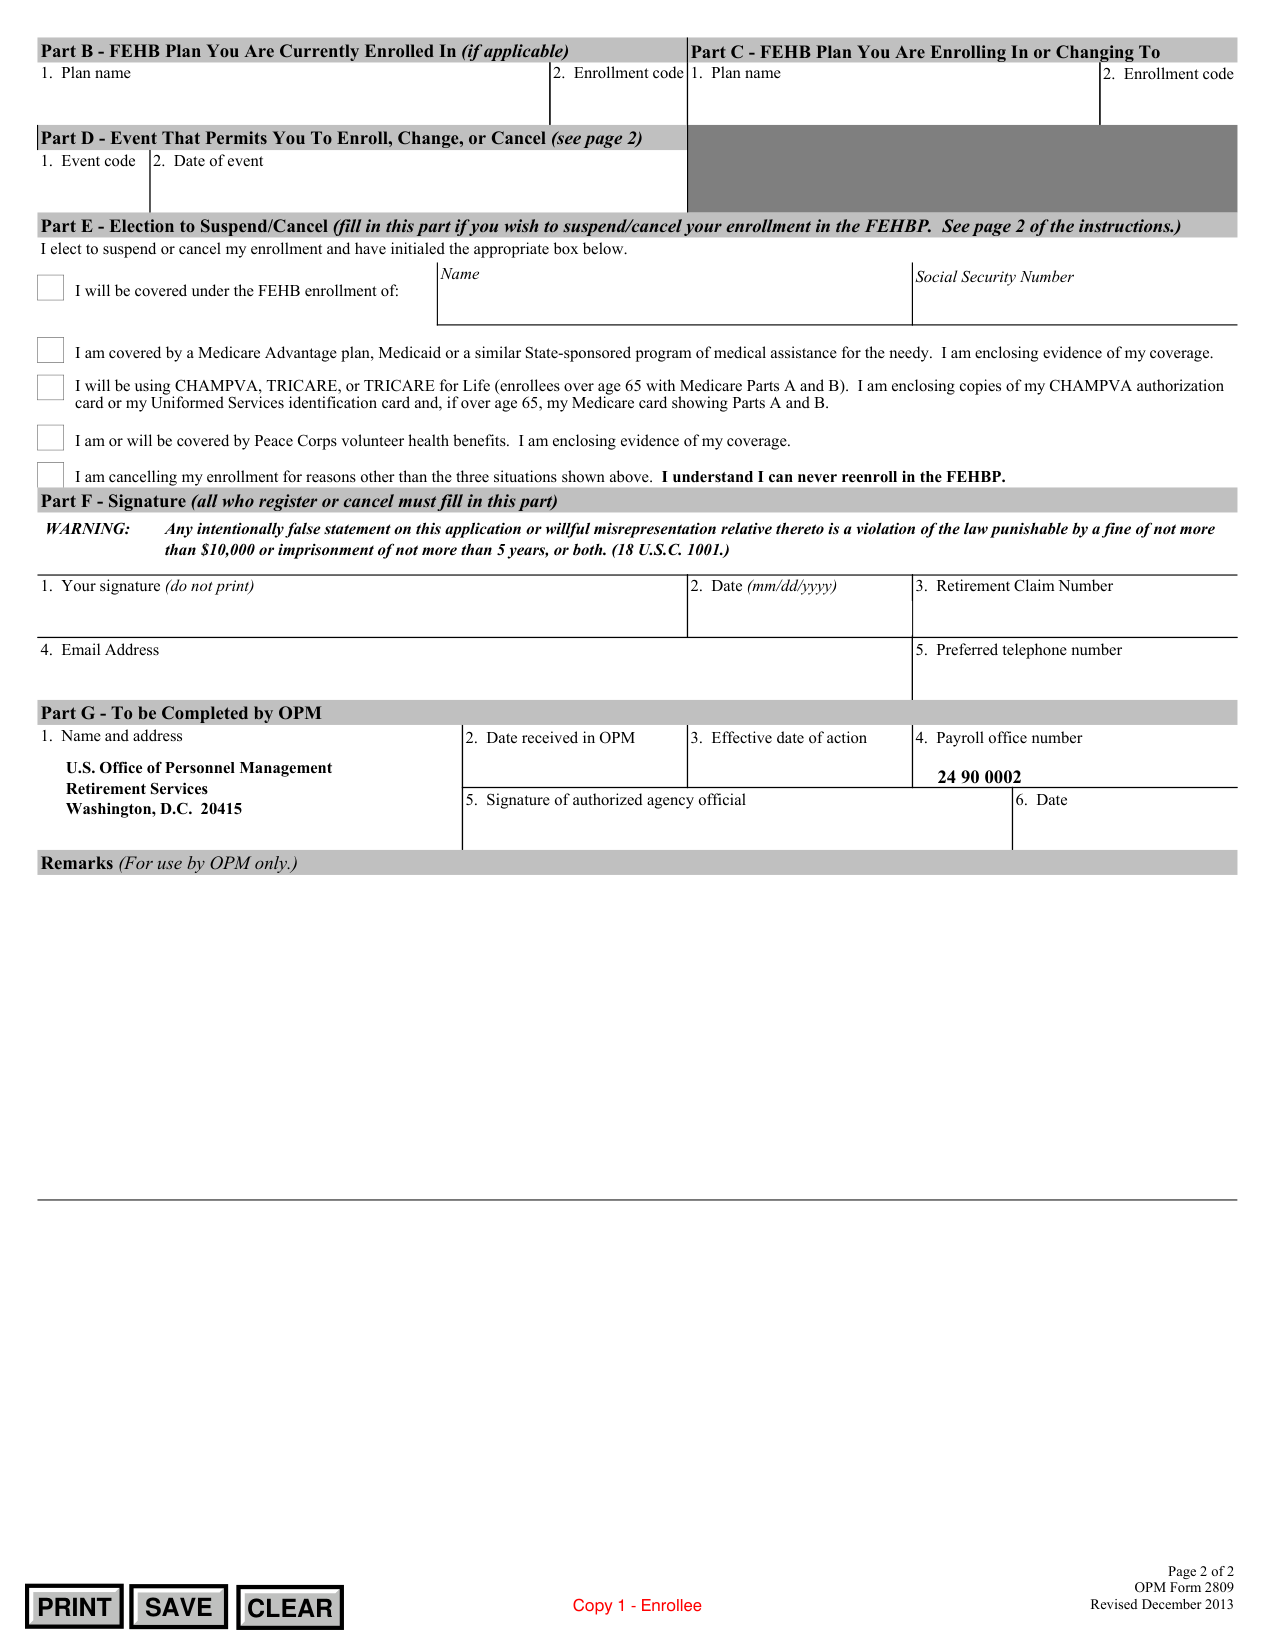 Part B - FEHB Plan You Are Currently Enrolled In (if applicable)
Part C - FEHB Plan You Are Enrolling In or Changing To
1. Plan name
2. Enrollment code
1. Plan name
2. Enrollment code
Part D - Event That Permits You To Enroll, Change, or Cancel (see page 2)
1. Event code
2. Date of event
Part E - Election to Suspend/Cancel (fill in this part if you wish to suspend/cancel your enrollment in the FEHBP. See page 2 of the instructions.)
I elect to suspend or cancel my enrollment and have initialed the appropriate box below.
I will be covered under the FEHB enrollment of:
Name
Social Security Number
I am covered by a Medicare Advantage plan, Medicaid or a similar State-sponsored program of medical assistance for the needy. I am enclosing evidence of my coverage.
I will be using CHAMPVA, TRICARE, or TRICARE for Life (enrollees over age 65 with Medicare Parts A and B). I am enclosing copies of my CHAMPVA authorization
card or my Uniformed Services identification card and, if over age 65, my Medicare card showing Parts A and B.
I am or will be covered by Peace Corps volunteer health benefits. I am enclosing evidence of my coverage.
I am cancelling my enrollment for reasons other than the three situations shown above. I understand I can never reenroll in the FEHBP.
Part F - Signature (all who register or cancel must fill in this part)
WARNING: Any intentionally false statement on this application or willful misrepresentation relative thereto is a violation of the law punishable by a fine of not more
than $10,000 or imprisonment of not more than 5 years, or both. (18 U.S.C. 1001.)
1. Your signature (do not print)
2. Date (mm/dd/yyyy)
3. Retirement Claim Number
4. Email Address
5. Preferred telephone number
Part G - To be Completed by OPM
1. Name and address
U.S. Office of Personnel Management
Retirement Services
Washington, D.C. 20415
2. Date received in OPM
3. Effective date of action
4. Payroll office number
24 90 0002
5. Signature of authorized agency official
6. Date
Remarks (For use by OPM only.)
Page 2 of 2
OPM Form 2809
Revised December 2013
PRINT
SAVE
CLEAR
Copy 1 - Enrollee